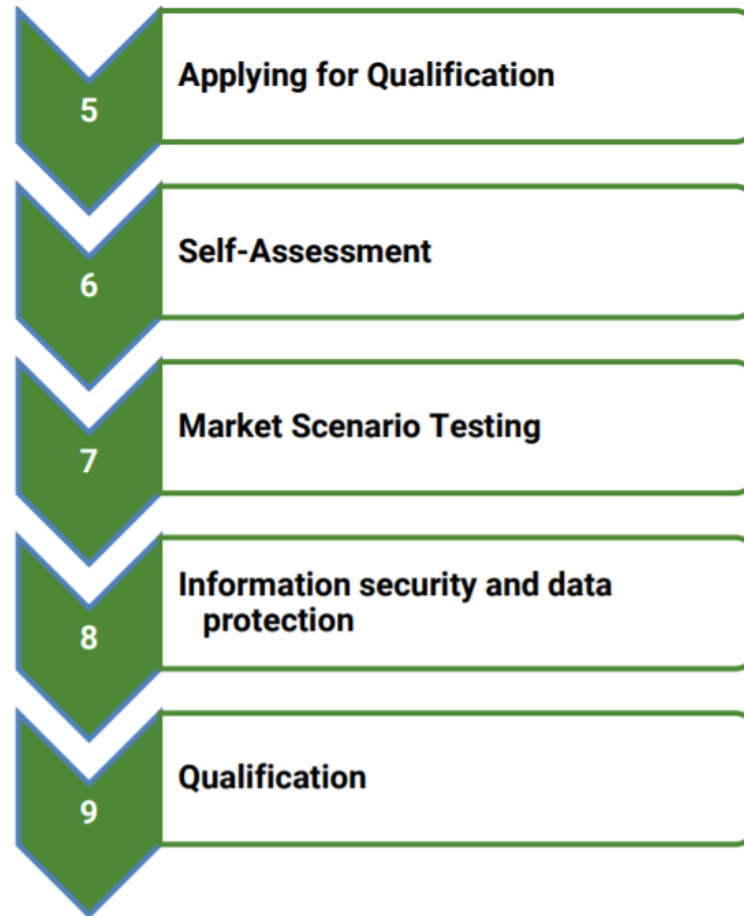 5
Applying for Qualification
6
Self-Assessment
7
Market Scenario Testing
8
Information security and data
protection
9
Qualification